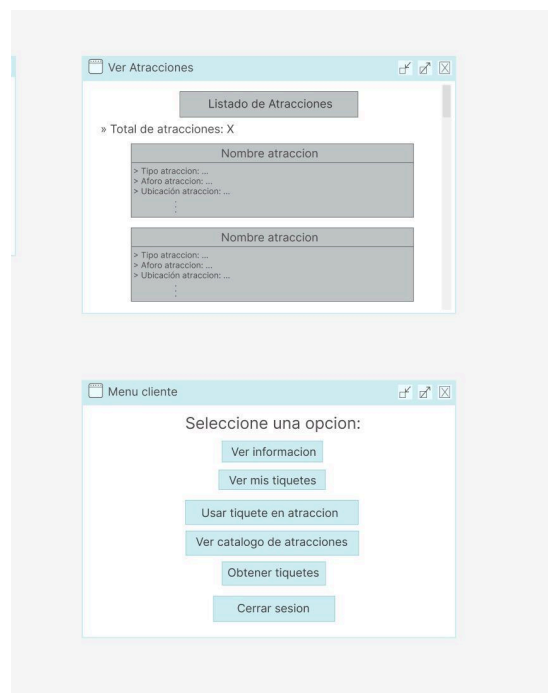 Ver Atracciones
Listado de Atracciones
» Total de atracciones: X
Nombre atraccion
> Tipo atraccion: ...
> Aforo atraccion: ...
> Ubicación atraccion: ...
Nombre atraccion
> Tipo atraccion: ...
> Aforo atraccion: ...
> Ubicación atraccion: ...
Menu cliente
Seleccione una opcion:
Ver informacion
Ver mis tiquetes
Usar tiquete en atraccion
Ver catalogo de atracciones
Obtener tiquetes
Cerrar sesion